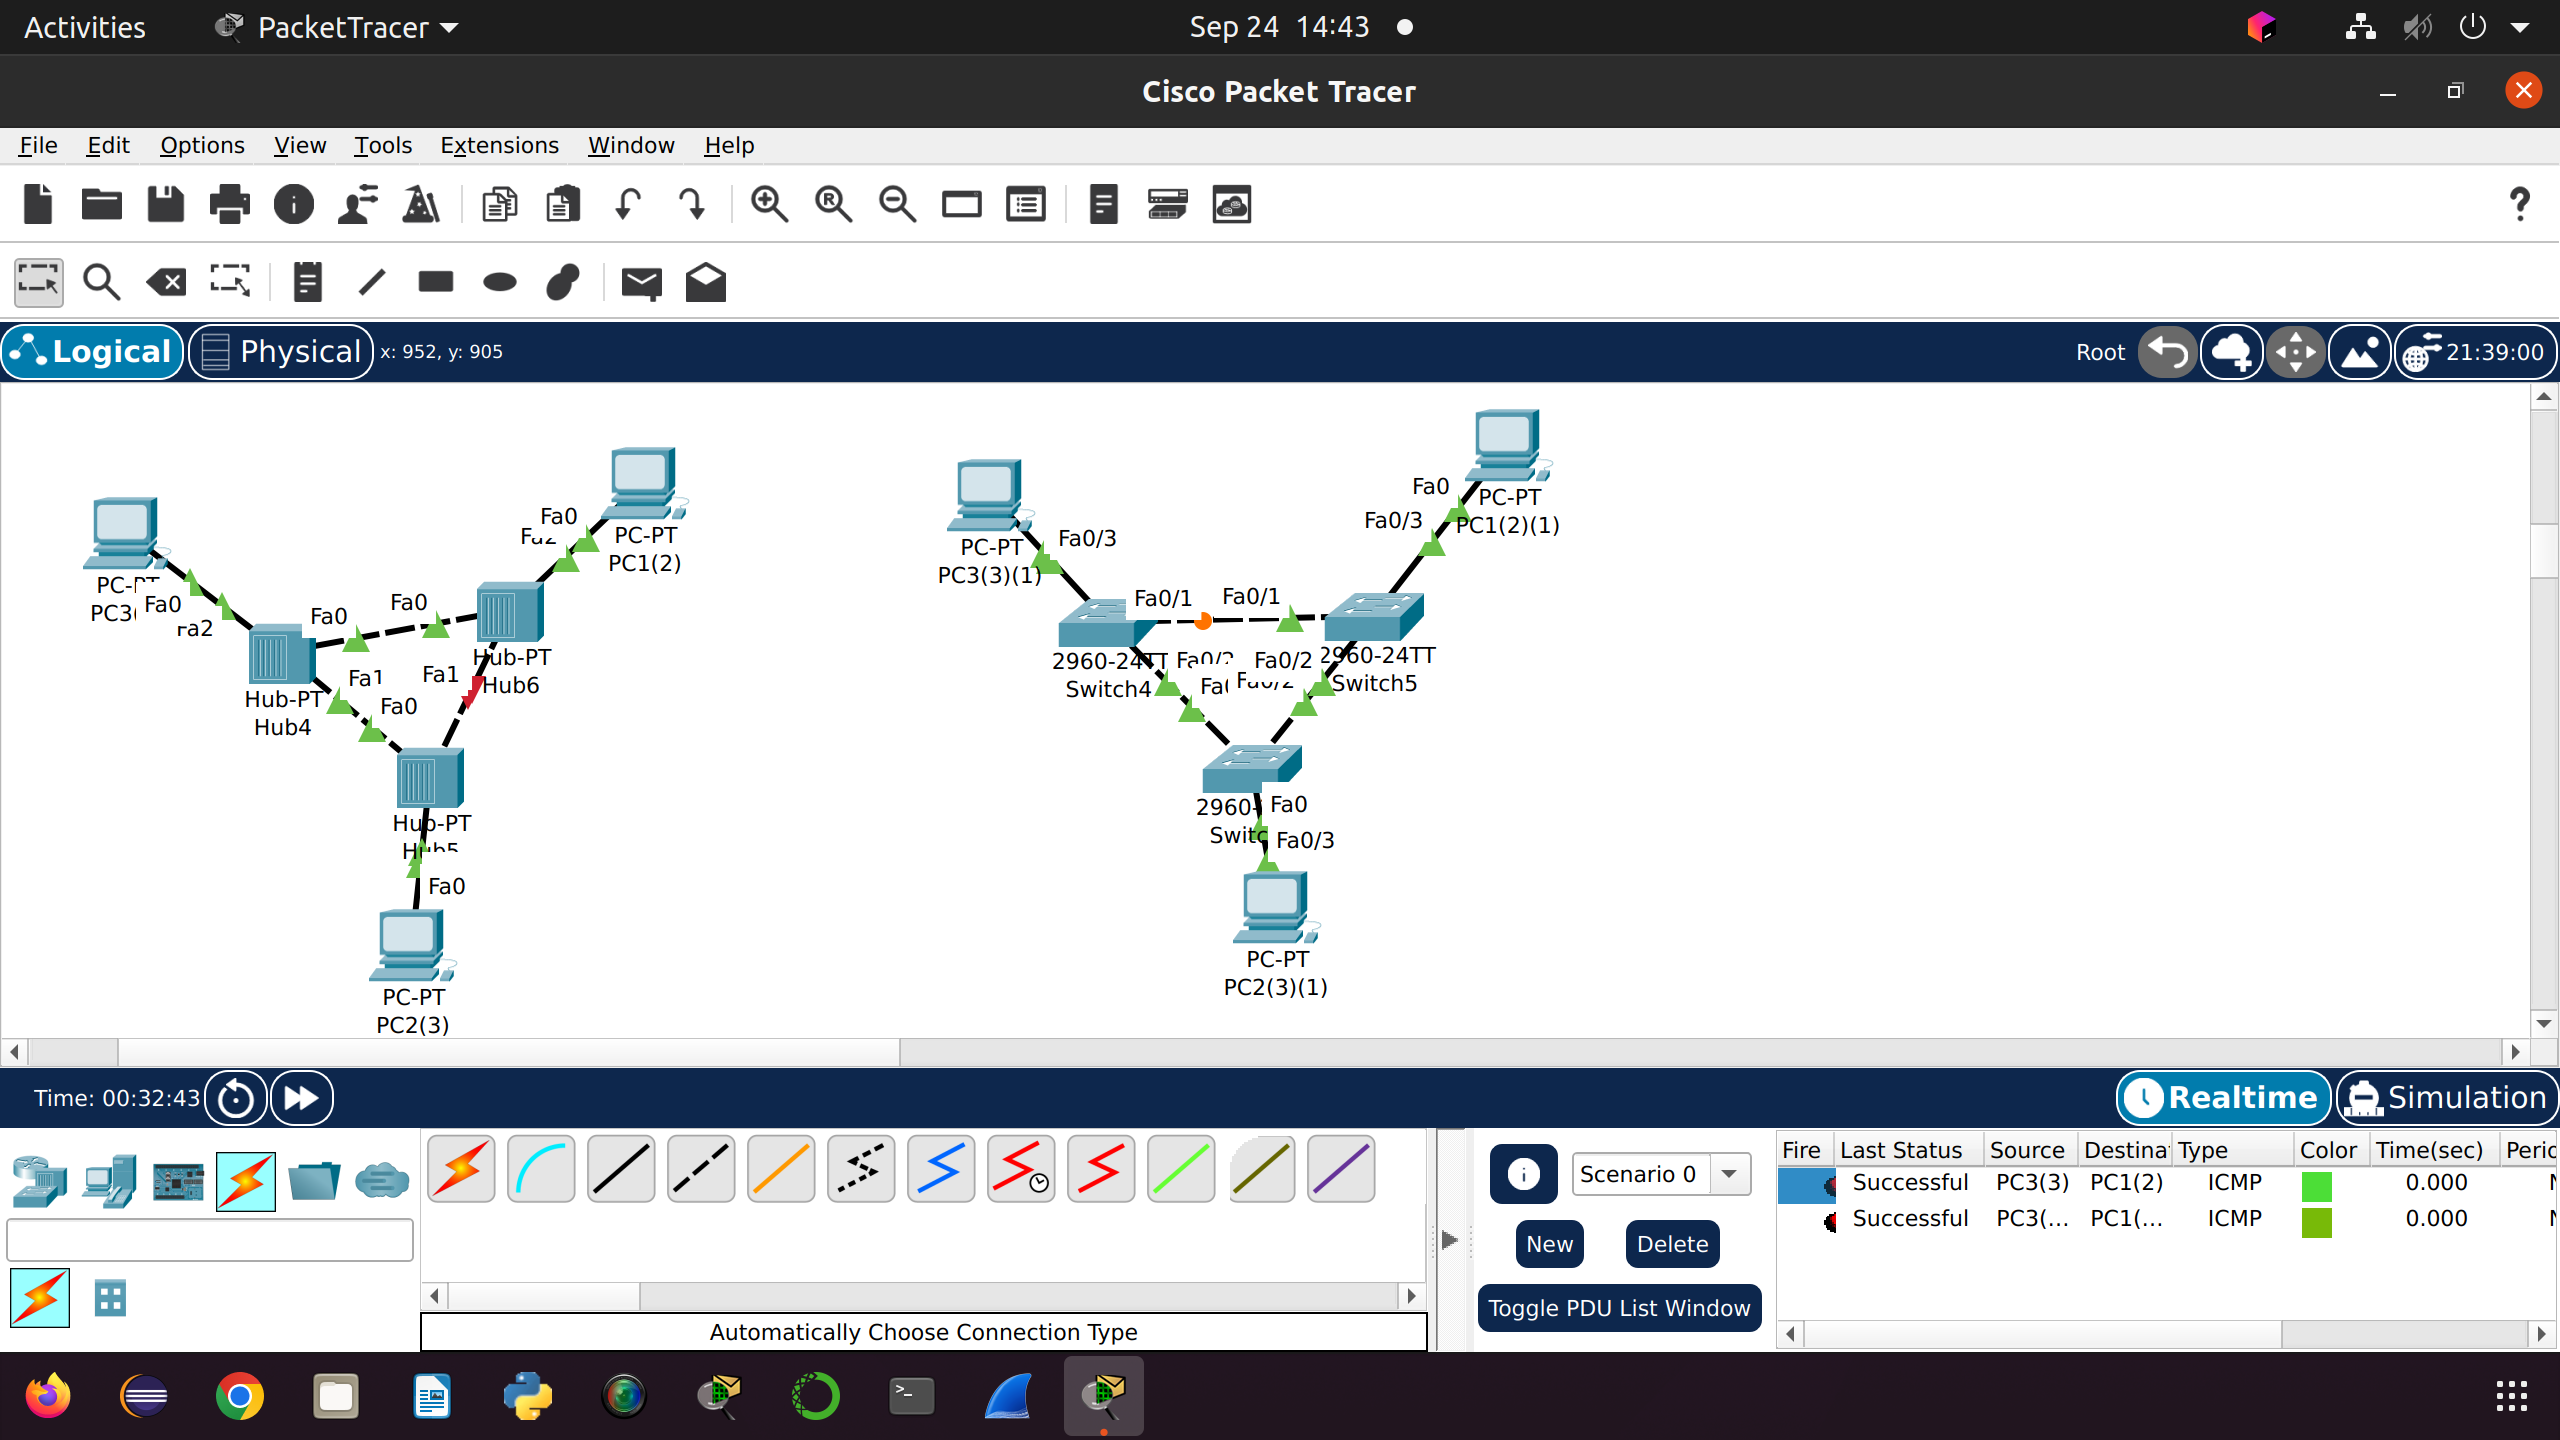 Activities PacketTracer Sep 24 14:43
Cisco Packet Tracer
File Edit Options View Tools Extensions Window Help
Logical Physical x: 952, y: 905 Root 21:39:00
PC-PT
PC1(2)(1)
Fa0
Fa0/3
PC-PT
PC3(3)(1)
Fa0/3
Fa0
Fa2
PC-PT
PC1(2)
Fa0
Fa2
Fa0
Fa0
Hub-PT
Hub6
Hub-PT
Hub4
Fa1
Fa1
Fa0
Hub-PT
Hub5
Fa0
PC-PT
PC2(3)
Fa0/1
Fa0/1
2960-24TT
Switch4
Fa0/2
Fa0/2
Fa0/2
2960-24TT
Switch5
Fa0
Fa0/3
PC-PT
PC2(3)(1)
Time: 00:32:43 Realtime Simulation
Scenario 0
New Delete
Toggle PDU List Window
Fire Last Status Source Destina Type Color Time(sec) Perio
Successful PC3(3) PC1(2) ICMP 0.000 N
Successful PC3(... PC1(... ICMP 0.000 N
Automatically Choose Connection Type